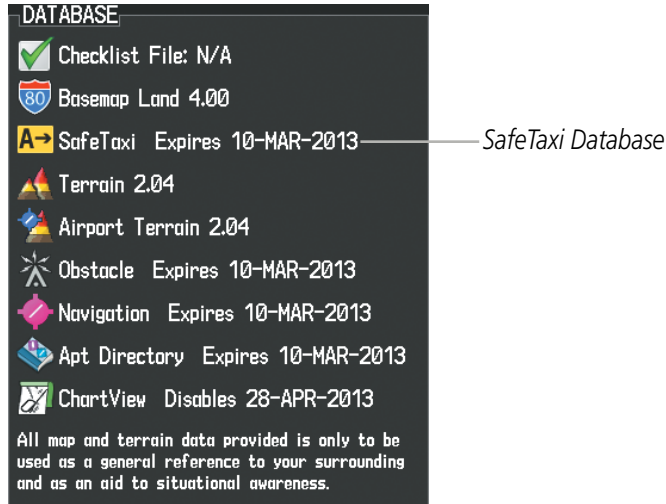 DATABASE
Checklist File: N/A
80 Basemap Land 4.00
A→ SafeTaxi Expires 10-MAR-2013
SafeTaxi Database
Terrain 2.04
Airport Terrain 2.04
Obstacle Expires 10-MAR-2013
Navigation Expires 10-MAR-2013
Apt Directory Expires 10-MAR-2013
ChartView Disables 28-APR-2013
All map and terrain data provided is only to be
used as a general reference to your surrounding
and as an aid to situational awareness.